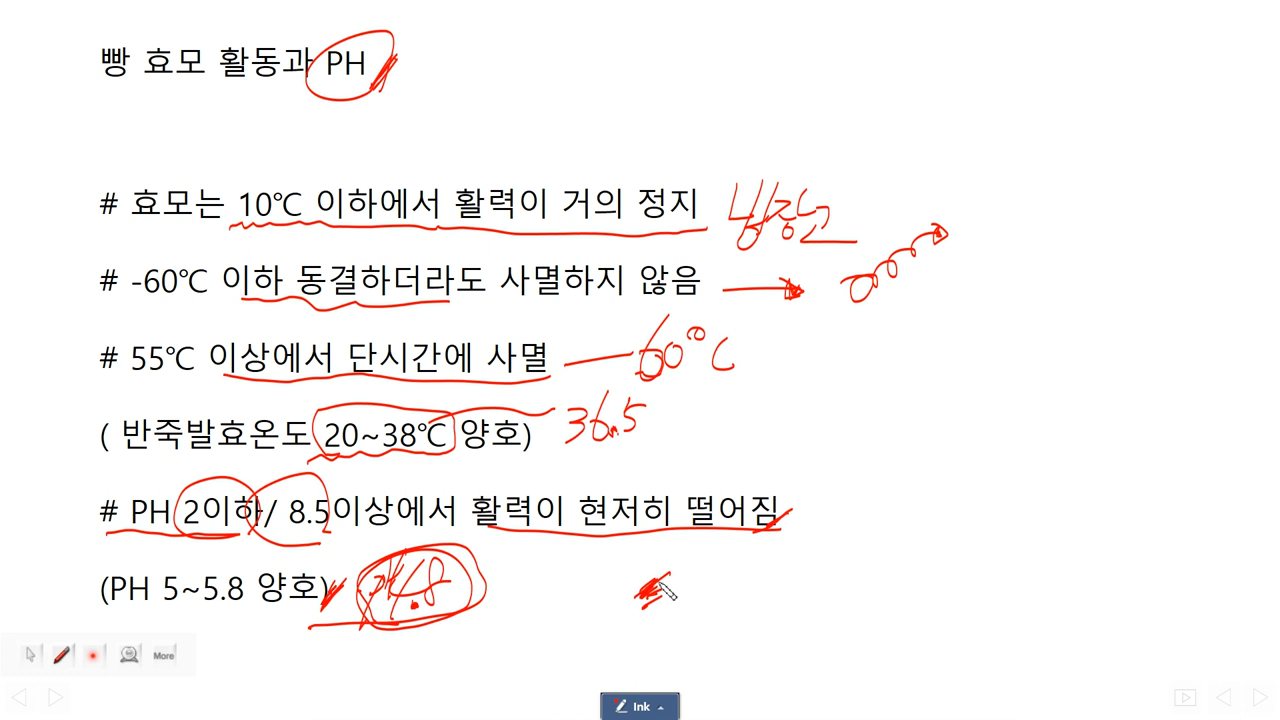 빵 효모 활동과 PH
# 효모는 10℃ 이하에서 활력이 거의 정지 냉장고
# -60℃ 이하 동결하더라도 사멸하지 않음
# 55℃ 이상에서 단시간에 사멸 60℃
( 반죽발효온도 20~38℃ 양호) 36.5
# PH 2이하/ 8.5이상에서 활력이 현저히 떨어짐
(PH 5~5.8 양호)
More
Ink